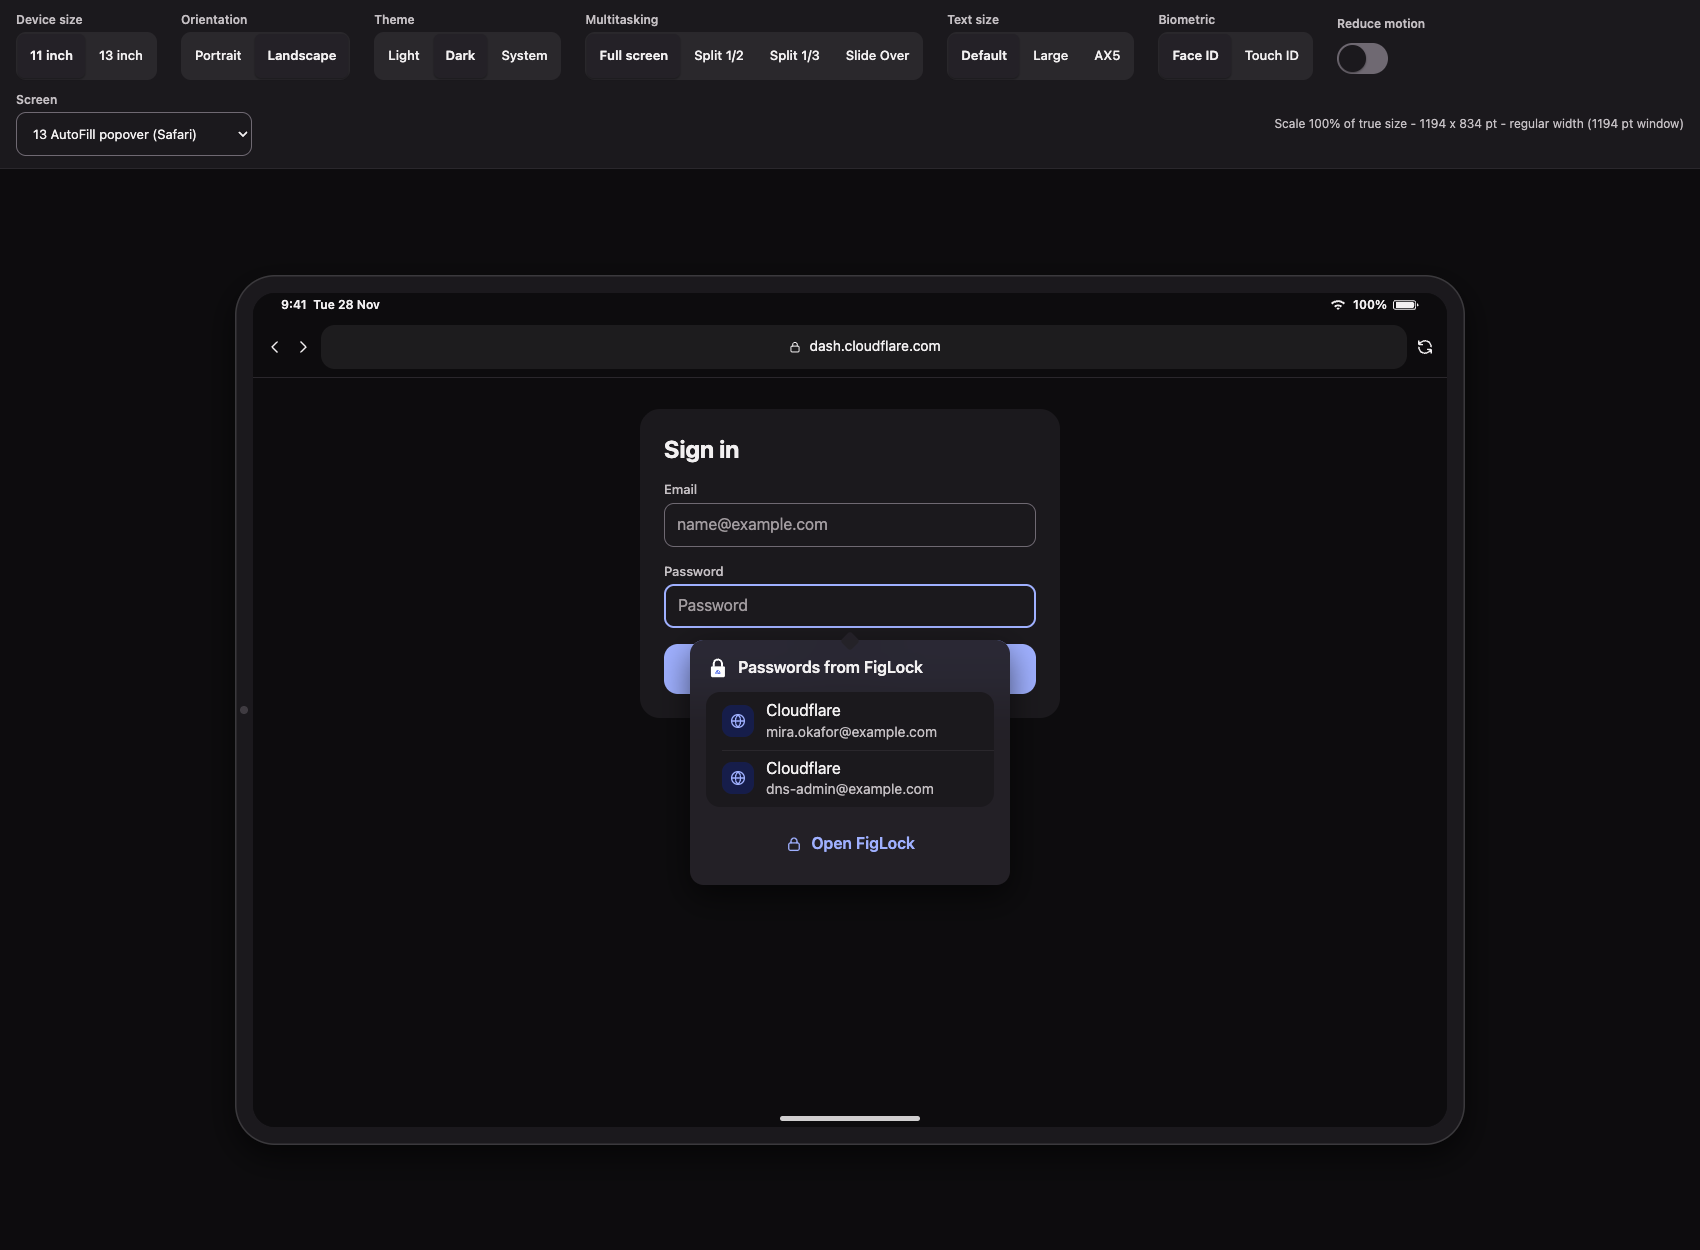 Device size
11 inch 13 inch
Orientation
Portrait Landscape
Theme
Light Dark System
Multitasking
Full screen Split 1/2 Split 1/3 Slide Over
Text size
Default Large AX5
Biometric
Face ID Touch ID
Reduce motion
Screen
13 AutoFill popover (Safari)
Scale 100% of true size - 1194 x 834 pt - regular width (1194 pt window)
9:41 Tue 28 Nov
100%
dash.cloudflare.com
Sign in
Email
name@example.com
Password
Password
Passwords from FigLock
Cloudflare
mira.okafor@example.com
Cloudflare
dns-admin@example.com
Open FigLock